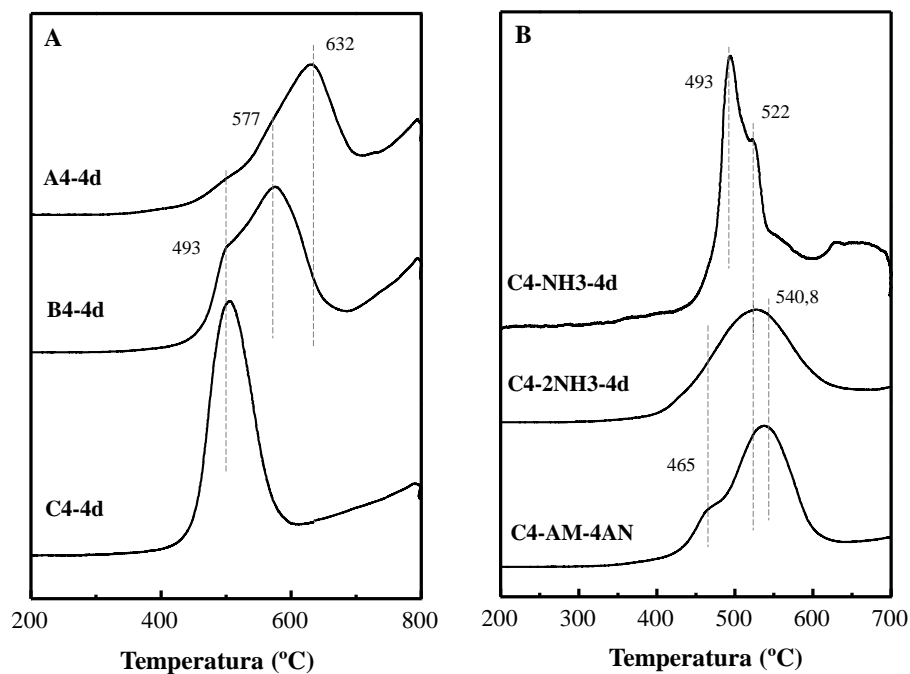 A
632
577
A4-4d
493
B4-4d
C4-4d
200
400
600
800
Temperatura (ºC)
B
493
522
C4-NH3-4d
540,8
C4-2NH3-4d
465
C4-AM-4AN
200
200
300
400
500
600
700
Temperatura (ºC)